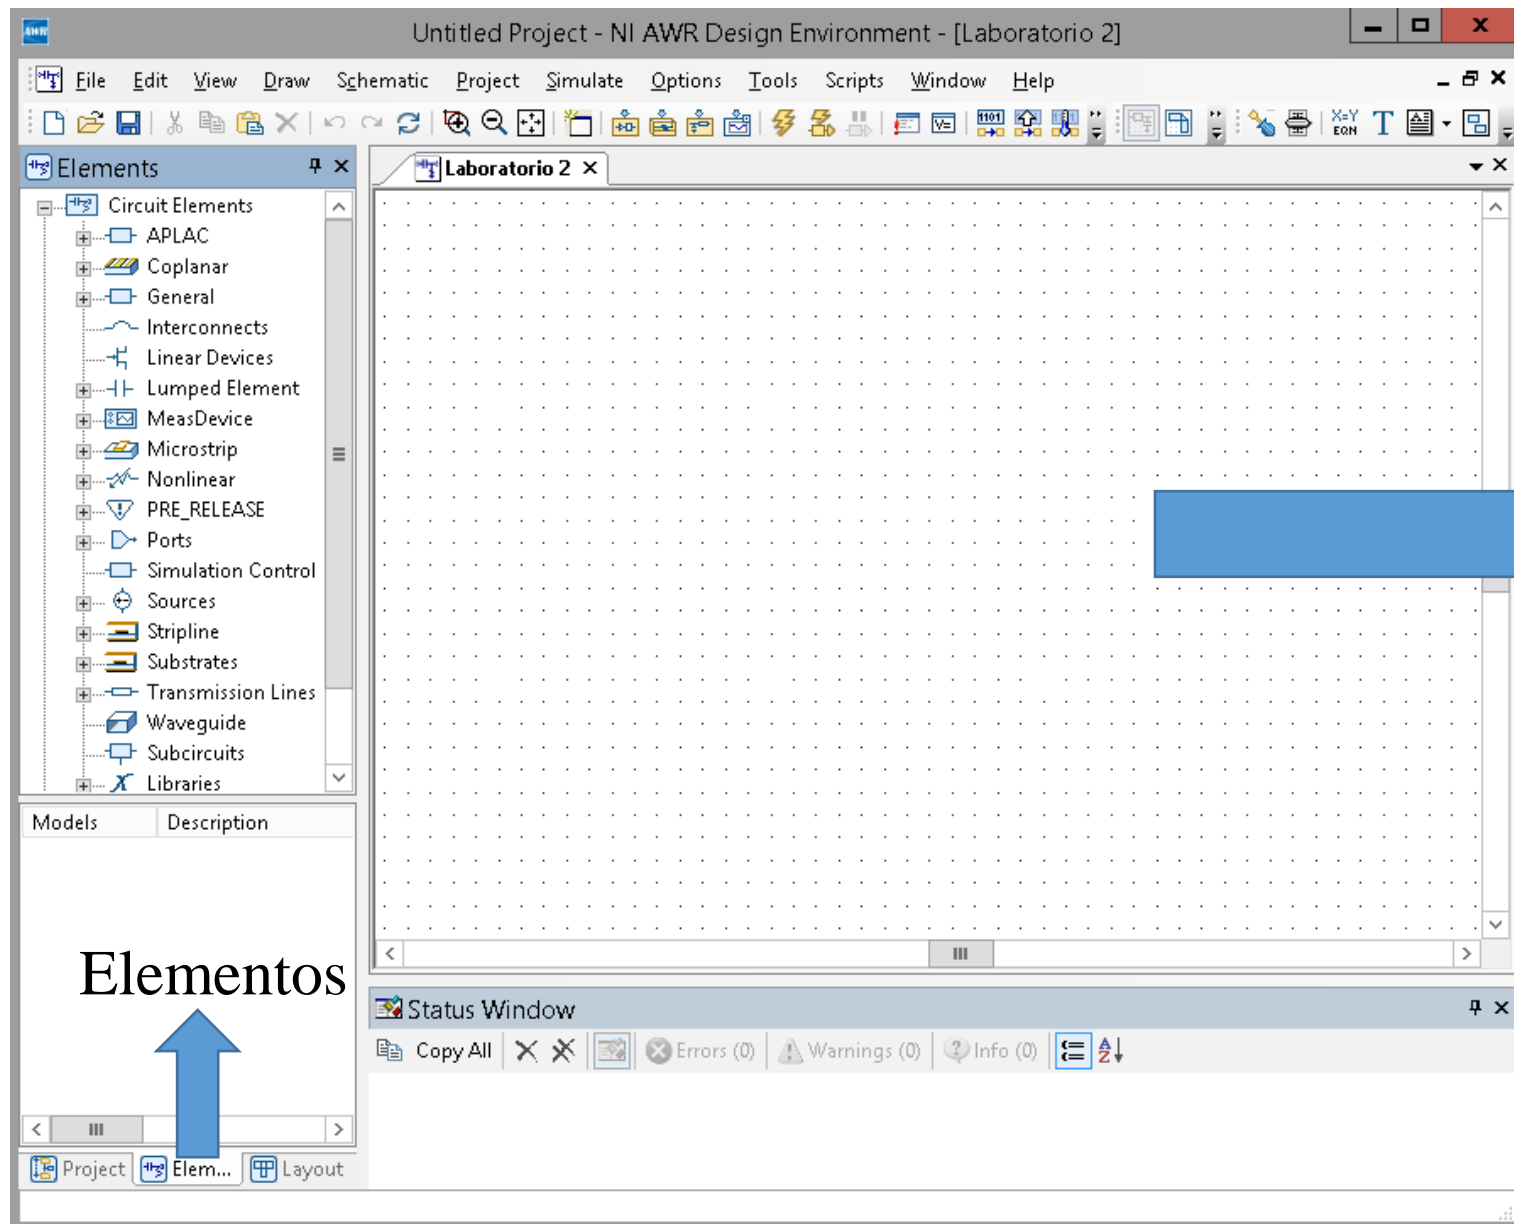 AWR
Untitled Project - NI AWR Design Environment - [Laboratorio 2]
File Edit View Draw Schematic Project Simulate Options Tools Scripts Window Help
X=Y
EQN
Elements
Laboratorio 2
Circuit Elements
APLAC
Coplanar
General
Interconnects
Linear Devices
Lumped Element
MeasDevice
Microstrip
Nonlinear
PRE_RELEASE
Ports
Simulation Control
Sources
Stripline
Substrates
Transmission Lines
Waveguide
Subcircuits
Libraries
Models Description
Elementos
Status Window
Copy All Errors (0) Warnings (0) Info (0)
Project Elem... Layout